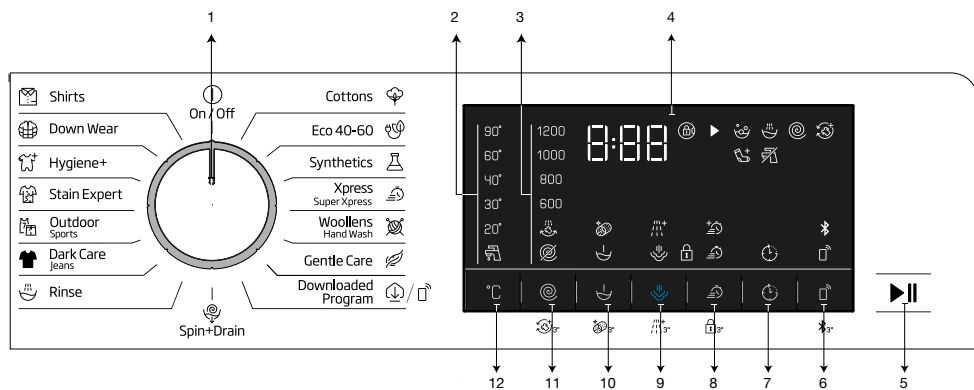 1
2
3
4
On / Off
Shirts
Down Wear
Hygiene+
Stain Expert
Outdoor
Sports
Dark Care
Jeans
Rinse
Spin+Drain
Cottons
Eco 40-60
Synthetics
Xpress
Super Xpress
Woollens
Hand Wash
Gentle Care
Downloaded
Program
/
90°
60°
40°
30°
20°
1200
1000
800
600
8:88
°C
3"
3"
3"
3"
3"
12
11
10
9
8
7
6
5